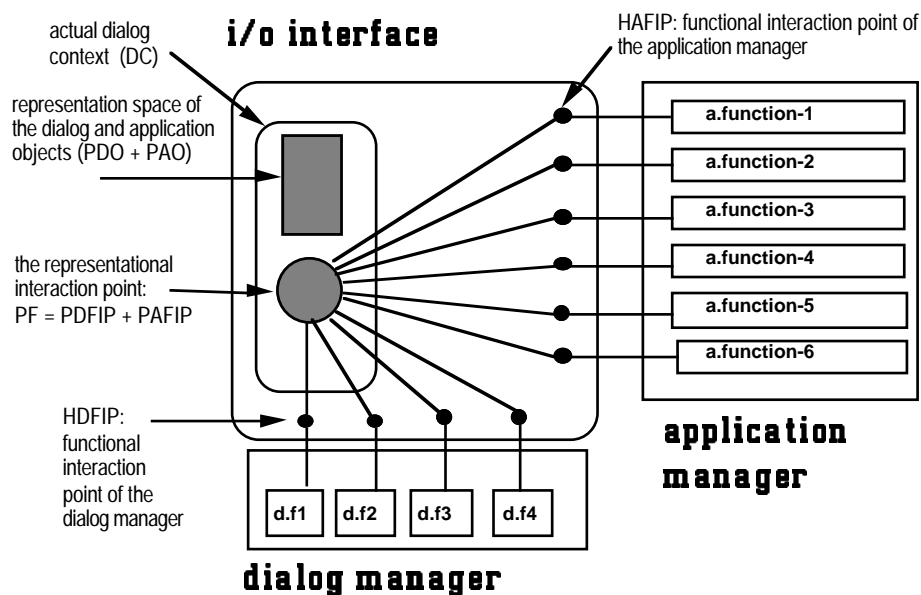 actual dialog
context (DC)
i/o interface
HAFIP: functional interaction point of
the application manager
representation space of
the dialog and application
objects (PDO + PAO)
a.function-1
a.function-2
a.function-3
a.function-4
a.function-5
a.function-6
the representational
interaction point:
PF = PDFIP + PAFIP
HDFIP:
functional
interaction
point of the
dialog manager
application
manager
d.f1 d.f2 d.f3 d.f4
dialog manager